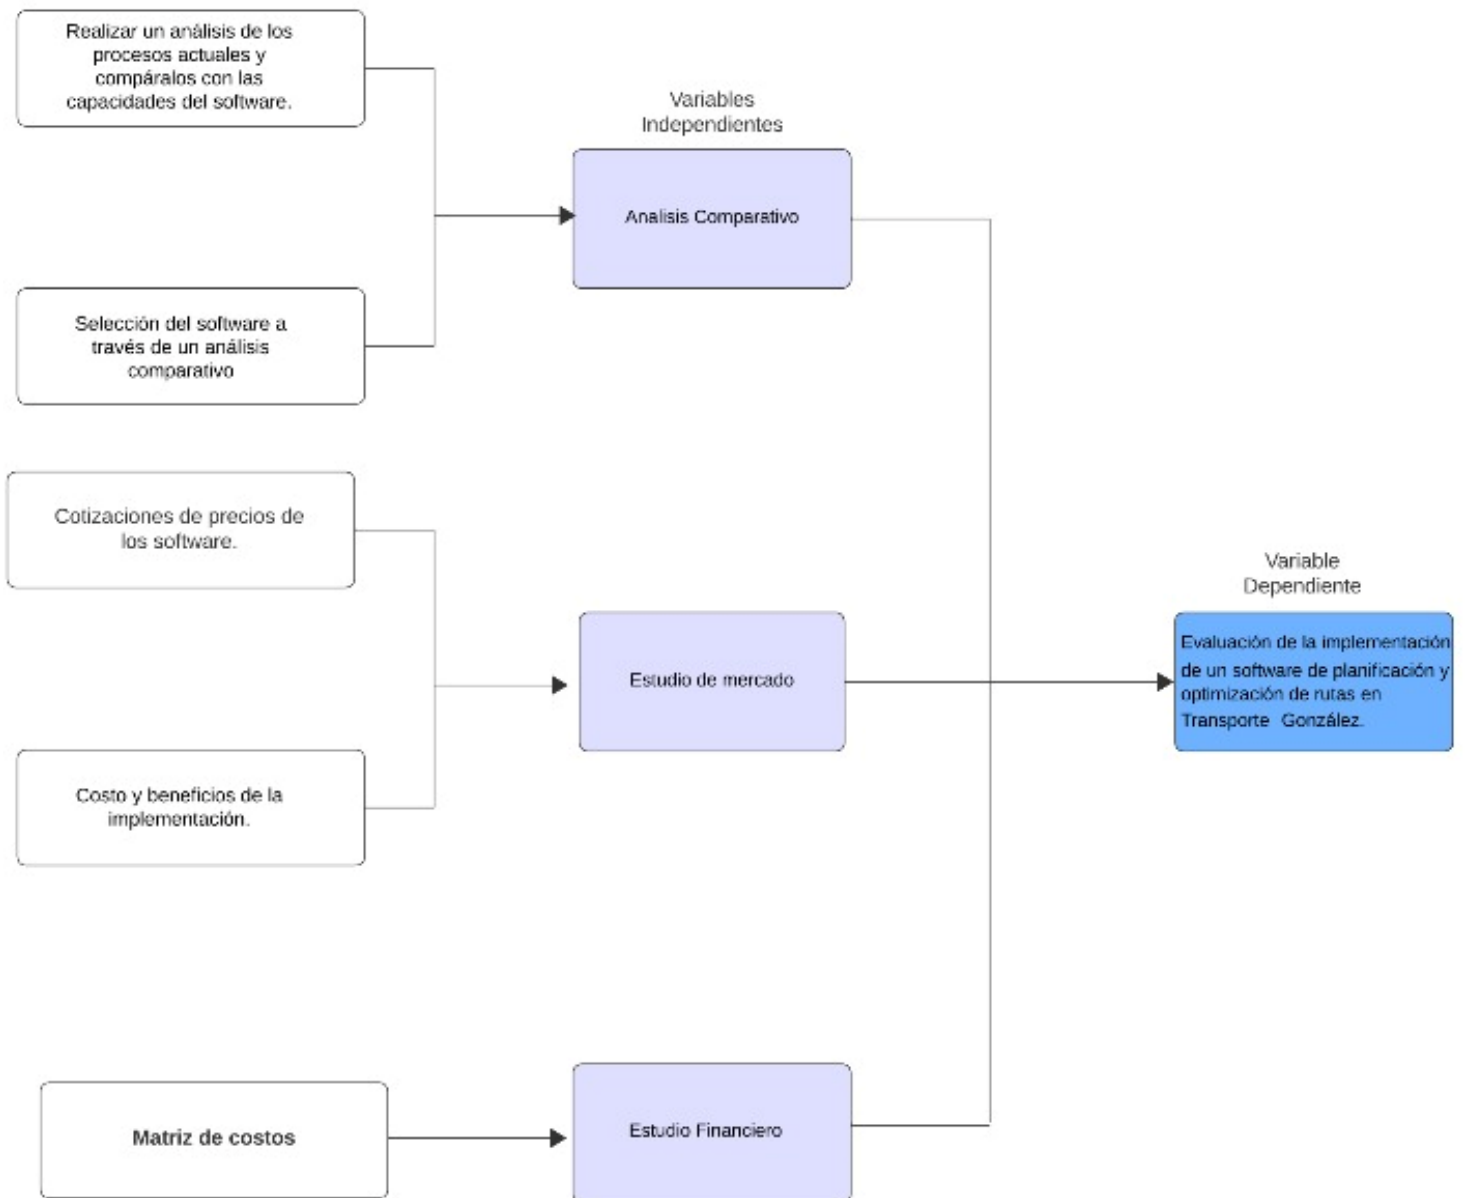 Realizar un análisis de los
procesos actuales y
compáralos con las
capacidades del software.
Variables
Independientes
Analisis Comparativo
Selección del software a
través de un análisis
comparativo
Cotizaciones de precios de
los software.
Variable
Dependiente
Estudio de mercado
Evaluación de la implementación
de un software de planificación y
optimización de rutas en
Transporte González.
Costo y beneficios de la
implementación.
Matriz de costos
Estudio Financiero